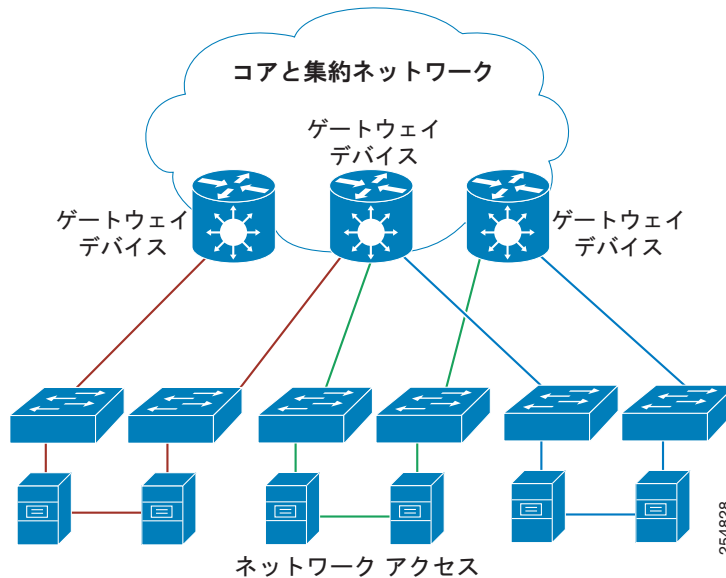 コアと集約ネットワーク
ゲートウェイ
デバイス
ゲートウェイ
デバイス
ゲートウェイ
デバイス
ネットワーク アクセス
254828